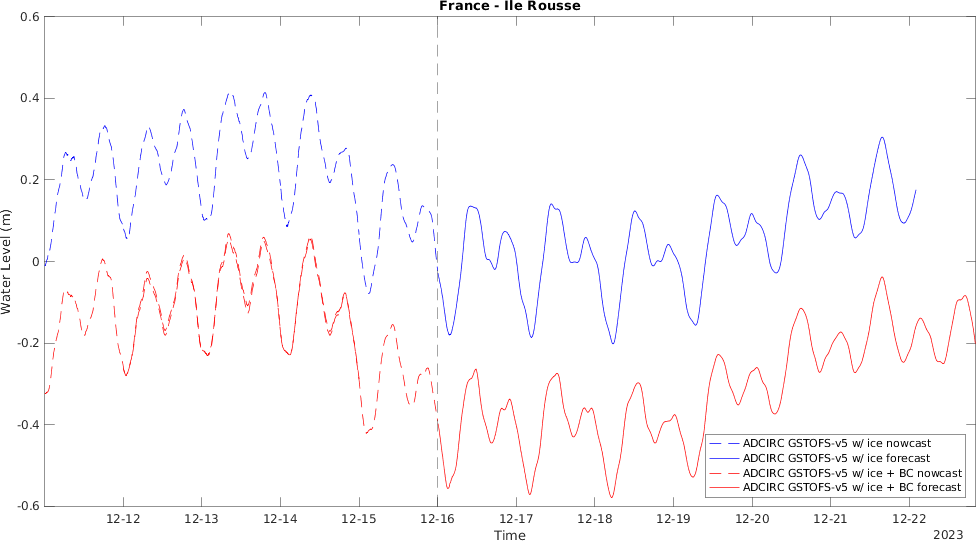 France - Ile Rousse
Water Level (m)
0.6
0.4
0.2
0
-0.2
-0.4
-0.6
ADCIRC GSTOFS-v5 w/ ice nowcast
ADCIRC GSTOFS-v5 w/ ice forecast
ADCIRC GSTOFS-v5 w/ ice + BC nowcast
ADCIRC GSTOFS-v5 w/ ice + BC forecast
12-12 12-13 12-14 12-15 12-16 12-17 12-18 12-19 12-20 12-21 12-22
Time
2023